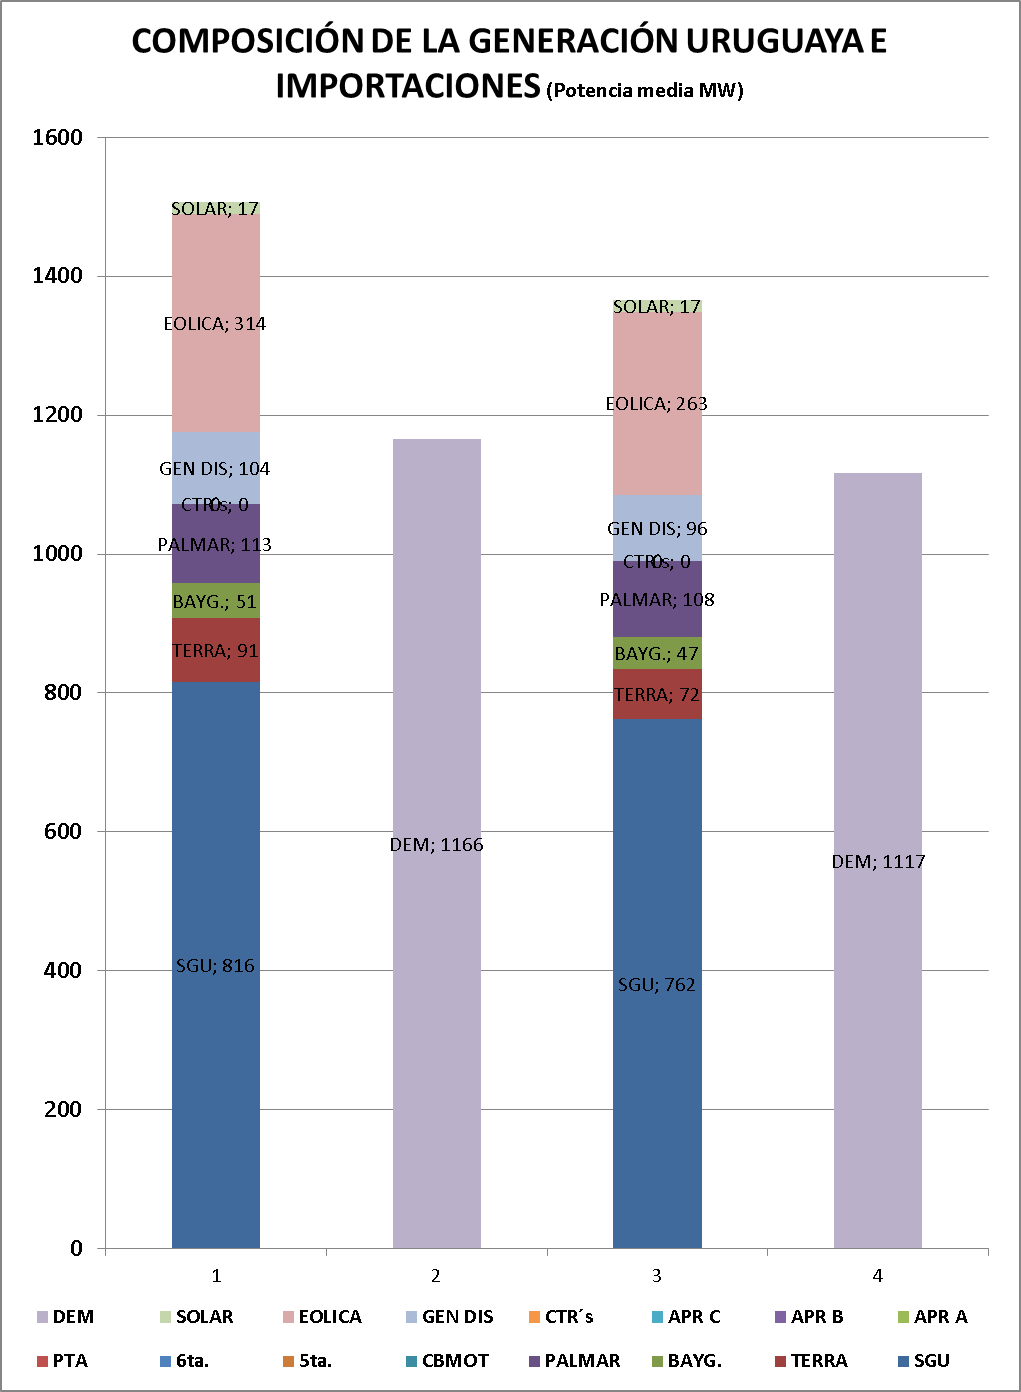 COMPOSICIÓN DE LA GENERACIÓN URUGUAYA E
IMPORTACIONES (Potencia media MW)
1600
SOLAR; 17
1400
SOLAR; 17
EOLICA; 314
EOLICA; 263
1200
GEN DIS; 104
CTR´s; 0
GEN DIS; 96
PALMAR; 113
1000
CTR´s; 0
BAYG.; 51
PALMAR; 108
TERRA; 91
BAYG.; 47
800
TERRA; 72
600
DEM; 1166
DEM; 1117
SGU; 816
SGU; 762
400
200
0
1 2 3 4
DEM SOLAR EOLICA GEN DIS CTR´s APR C APR B APR A
PTA 6ta. 5ta. CBMOT PALMAR BAYG. TERRA SGU